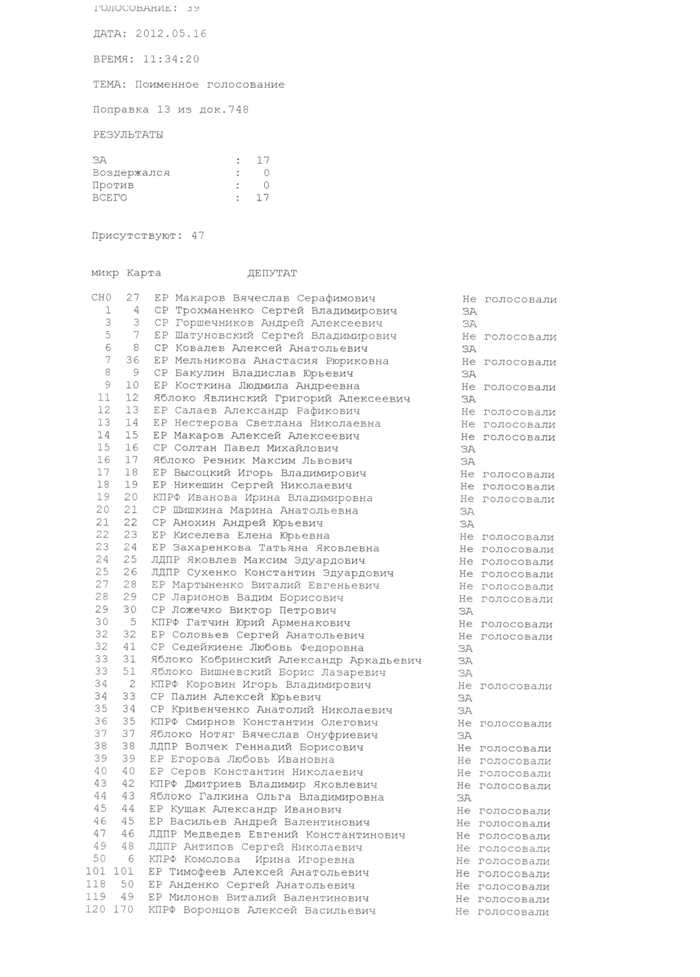 ГОЛОСОВАНИЕ: 39
ДАТА: 2012.05.16
ВРЕМЯ: 11:34:20
ТЕМА: Поименное голосование
Поправка 13 из док.748
РЕЗУЛЬТАТЫ
ЗА : 17
Воздержался : 0
Против : 0
ВСЕГО : 17
Присутствуют: 47
микр Карта ДЕПУТАТ
СН0 27 ЕР Макаров Вячеслав Серафимович Не голосовали
1 4 СР Трохманенко Сергей Владимирович ЗА
3 3 СР Горшечников Андрей Алексеевич ЗА
5 7 ЕР Шатуновский Сергей Владимирович Не голосовали
6 8 СР Ковалев Алексей Анатольевич ЗА
7 36 ЕР Мельникова Анастасия Рюриковна Не голосовали
8 9 СР Бакулин Владислав Юрьевич ЗА
9 10 ЕР Косткина Людмила Андреевна Не голосовали
11 12 Яблоко Явлинский Григорий Алексеевич ЗА
12 13 ЕР Салаев Александр Рафикович Не голосовали
13 14 ЕР Нестерова Светлана Николаевна Не голосовали
14 15 ЕР Макаров Алексей Алексеевич Не голосовали
15 16 СР Солтан Павел Михайлович ЗА
16 17 Яблоко Резник Максим Львович ЗА
17 18 ЕР Высоцкий Игорь Владимирович Не голосовали
18 19 ЕР Никешин Сергей Николаевич Не голосовали
19 20 КПРФ Иванова Ирина Владимировна Не голосовали
20 21 СР Шишкина Марина Анатольевна ЗА
21 22 СР Анохин Андрей Юрьевич ЗА
22 23 ЕР Киселева Елена Юрьевна Не голосовали
23 24 ЕР Захаренкова Татьяна Яковлевна Не голосовали
24 25 ЛДПР Яковлев Максим Эдуардович Не голосовали
25 26 ЛДПР Сухенко Константин Эдуардович Не голосовали
27 28 ЕР Мартыненко Виталий Евгеньевич Не голосовали
28 29 СР Ларионов Вадим Борисович Не голосовали
29 30 СР Ложечко Виктор Петрович ЗА
30 5 КПРФ Гатчин Юрий Арменакович Не голосовали
32 32 ЕР Соловьев Сергей Анатольевич Не голосовали
32 41 СР Седейкиене Любовь Федоровна ЗА
33 31 Яблоко Кобринский Александр Аркадьевич ЗА
33 51 Яблоко Вишневский Борис Лазаревич ЗА
34 2 КПРФ Коровин Игорь Владимирович Не голосовали
34 33 СР Палин Алексей Юрьевич ЗА
35 34 СР Кривенченко Анатолий Николаевич ЗА
36 35 КПРФ Смирнов Константин Олегович Не голосовали
37 37 Яблоко Нотяг Вячеслав Онуфриевич ЗА
38 38 ЛДПР Волчек Геннадий Борисович Не голосовали
39 39 ЕР Егорова Любовь Ивановна Не голосовали
40 40 ЕР Серов Константин Николаевич Не голосовали
43 42 КПРФ Дмитриев Владимир Яковлевич Не голосовали
44 43 Яблоко Галкина Ольга Владимировна ЗА
45 44 ЕР Кущак Александр Иванович Не голосовали
46 45 ЕР Васильев Андрей Валентинович Не голосовали
47 46 ЛДПР Медведев Евгений Константинович Не голосовали
49 48 ЛДПР Антипов Сергей Николаевич Не голосовали
50 6 КПРФ Комолова Ирина Игоревна Не голосовали
101 101 ЕР Тимофеев Алексей Анатольевич Не голосовали
118 50 ЕР Анденко Сергей Анатольевич Не голосовали
119 49 ЕР Милонов Виталий Валентинович Не голосовали
120 170 КПРФ Воронцов Алексей Васильевич Не голосовали